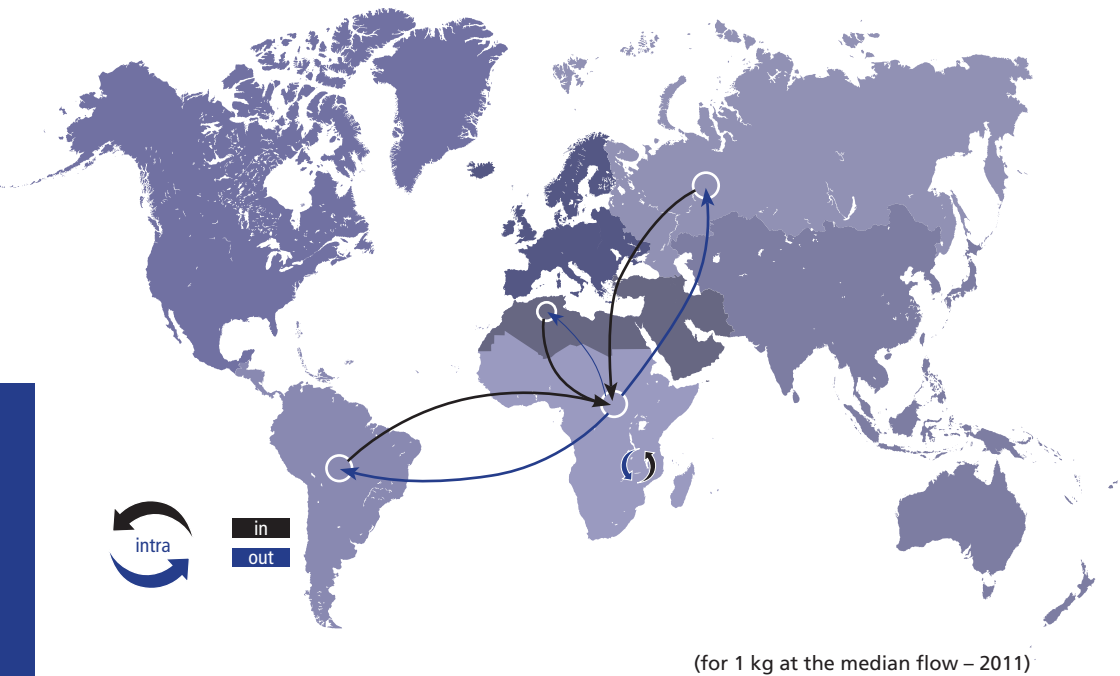 intra
in
out
(for 1 kg at the median flow – 2011)